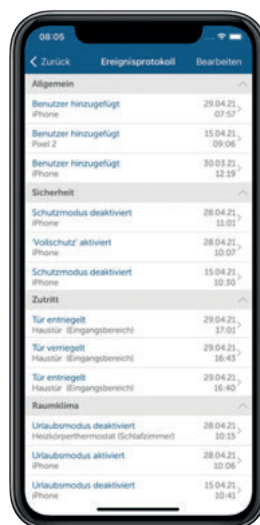 08:05
Zurück Ereignisprotokoll Bearbeiten
Allgemein
Benutzer hinzugefügt 29.04.21
iPhone 07:57
Benutzer hinzugefügt 15.04.21
Pixel 2 09:06
Benutzer hinzugefügt 30.03.21
iPhone 12:19
Sicherheit
Schutzmodus deaktiviert 28.04.21
iPhone 11:01
'Vollschutz' aktiviert 28.04.21
iPhone 10:07
Schutzmodus deaktiviert 15.04.21
iPhone 10:30
Zutritt
Tür entriegelt 29.04.21
Haustür (Eingangsbereich) 17:01
Tür verriegelt 29.04.21
Haustür (Eingangsbereich) 16:43
Tür entriegelt 29.04.21
Haustür (Eingangsbereich) 16:40
Raumklima
Urlaubsmodus deaktiviert 28.04.21
Heizkörperthermostat (Schlafzimmer) 10:15
Urlaubsmodus aktiviert 28.04.21
iPhone 10:06
Urlaubsmodus deaktiviert 15.04.21
iPhone 10:41